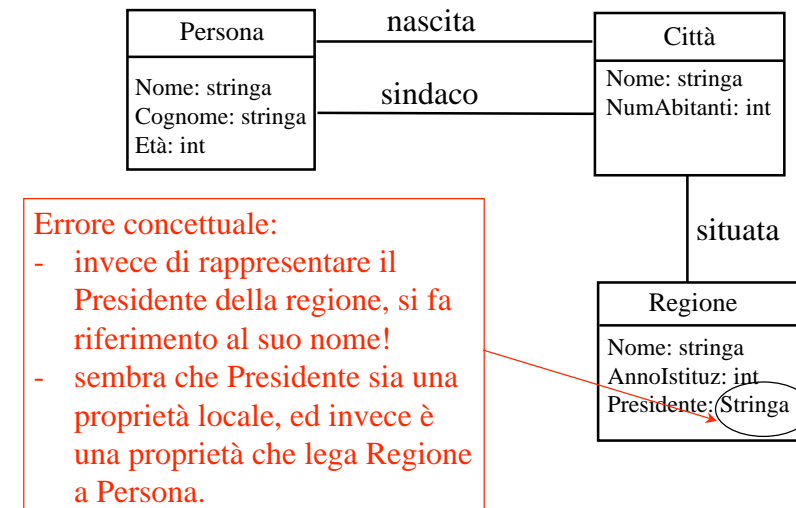 Persona
Nome: stringa
Cognome: stringa
Età: int
nascita
sindaco
Città
Nome: stringa
NumAbitanti: int
situata
Regione
Nome: stringa
AnnoIstituz: int
Presidente: Stringa
Errore concettuale:
- invece di rappresentare il
Presidente della regione, si fa
riferimento al suo nome!
- sembra che Presidente sia una
proprietà locale, ed invece è
una proprietà che lega Regione
a Persona.